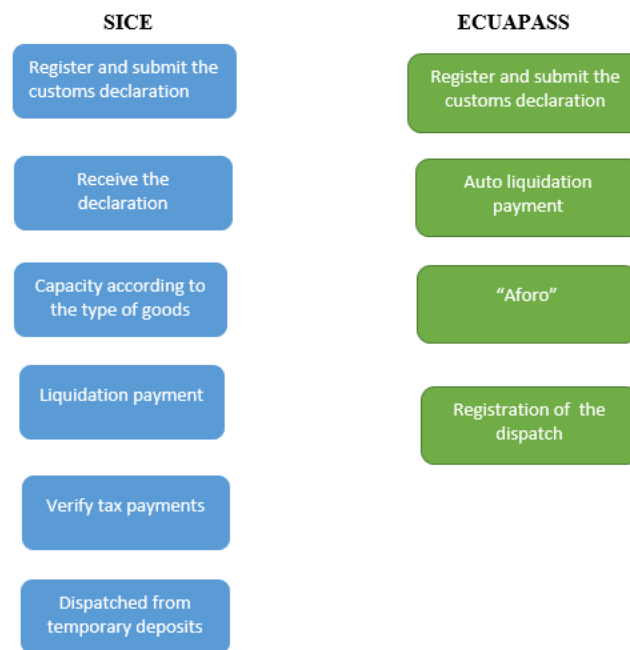 SICE
Register and submit the
customs declaration
Receive the
declaration
Capacity according to
the type of goods
Liquidation payment
Verify tax payments
Dispatched from
temporary deposits
ECUAPASS
Register and submit the
customs declaration
Auto liquidation
payment
“Aforo”
Registration of the
dispatch